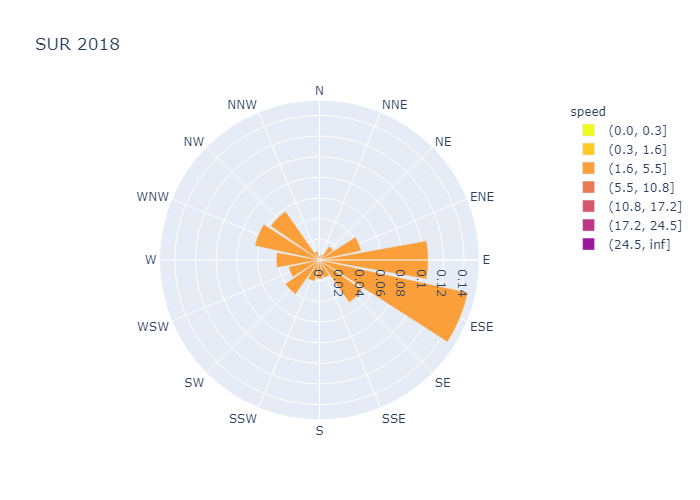 SUR 2018
N
NNE
NE
ENE
E
ESE
SE
SSE
S
SSW
SW
WSW
W
WNW
NW
NNW
0
0.02
0.04
0.06
0.08
0.1
0.12
0.14
speed
(0.0, 0.3]
(0.3, 1.6]
(1.6, 5.5]
(5.5, 10.8]
(10.8, 17.2]
(17.2, 24.5]
(24.5, inf]